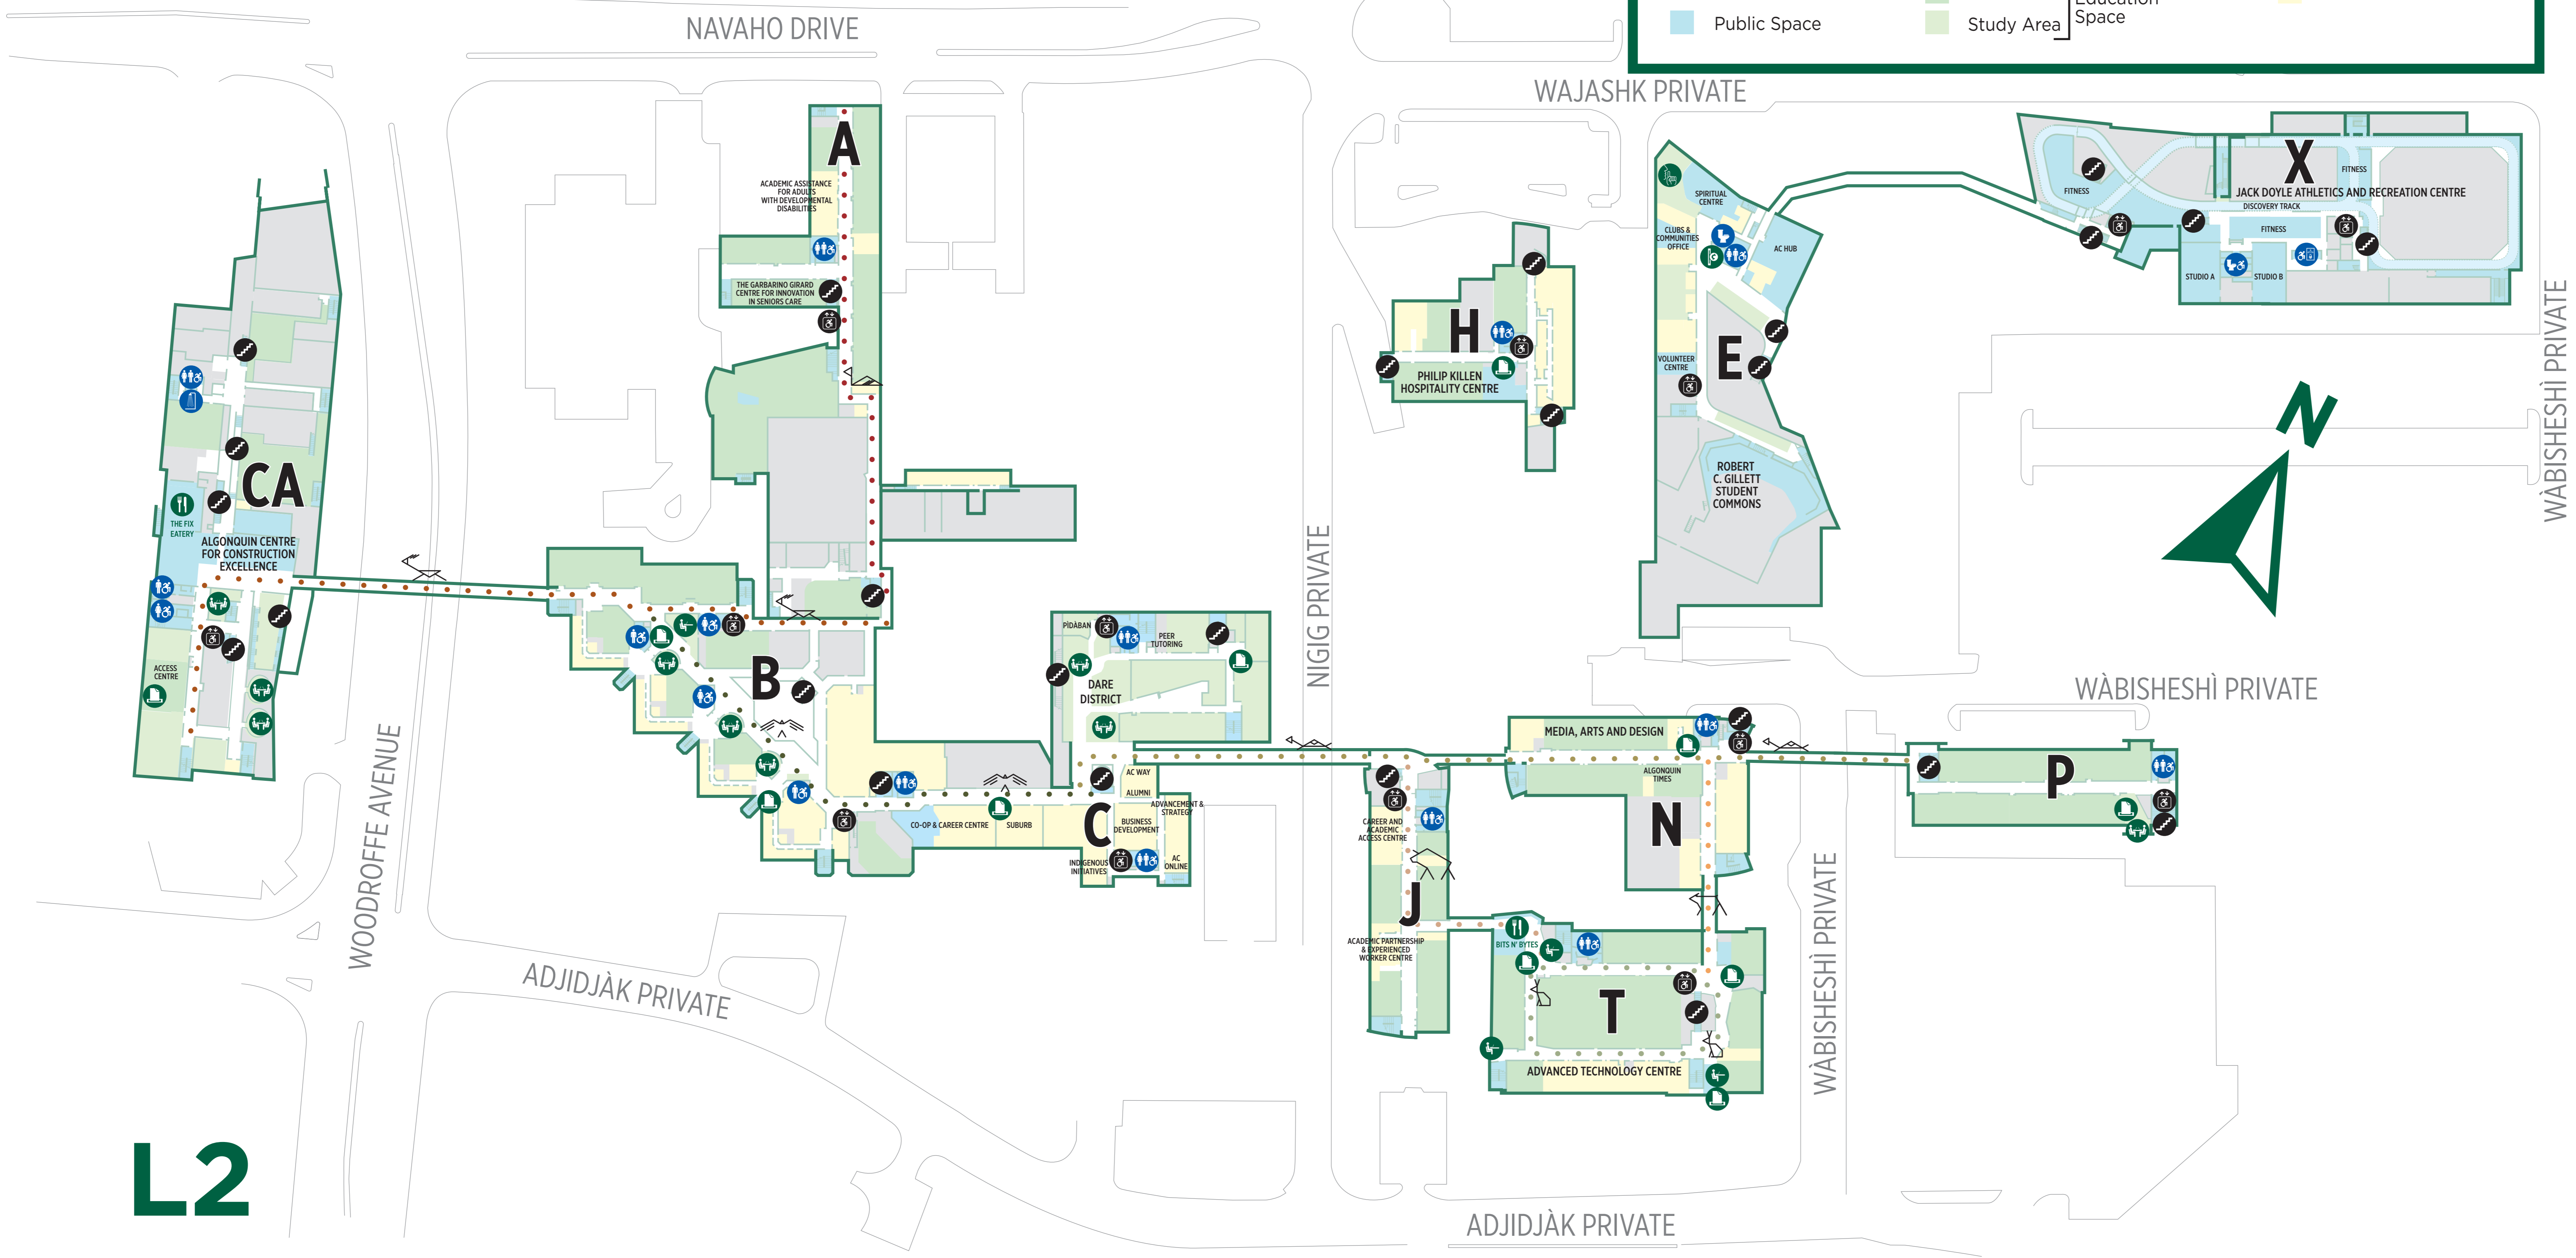 Education
Space
Public Space
Study Area
NAVAHO DRIVE
WAJASHK PRIVATE
A
ACADEMIC ASSISTANCE
FOR ADULTS
WITH DEVELOPMENTAL
DISABILITIES
THE GARBARINO GIRARD
CENTRE FOR INNOVATION
IN SENIORS CARE
SPIRITUAL
CENTRE
CLUBS &
COMMUNITIES
OFFICE
AC HUB
E
VOLUNTEER
CENTRE
ROBERT
C. GILLETT
STUDENT
COMMONS
X
FITNESS
FITNESS
JACK DOYLE ATHLETICS AND RECREATION CENTRE
DISCOVERY TRACK
FITNESS
STUDIO A
STUDIO B
H
PHILIP KILLEN
HOSPITALITY CENTRE
WÀBISHESHÌ PRIVATE
N
CA
THE FIX
EATERY
ALGONQUIN CENTRE
FOR CONSTRUCTION
EXCELLENCE
ACCESS
CENTRE
WOODROFFE AVENUE
NIGIG PRIVATE
B
PÌDÀBAN
PEER
TUTORING
DARE
DISTRICT
WÀBISHESHÌ PRIVATE
MEDIA, ARTS AND DESIGN
ALGONQUIN
TIMES
N
P
AC WAY
ALUMNI
ADVANCEMENT &
STRATEGY
C
BUSINESS
DEVELOPMENT
CO-OP & CAREER CENTRE
SUBURB
INDIGENOUS
INITIATIVES
AC
ONLINE
CAREER AND
ACADEMIC
ACCESS CENTRE
J
ACADEMIC PARTNERSHIP
& EXPERIENCED
WORKER CENTRE
BITS N' BYTES
T
ADVANCED TECHNOLOGY CENTRE
WÀBISHESHÌ PRIVATE
ADJIDJÀK PRIVATE
L2
ADJIDJÀK PRIVATE